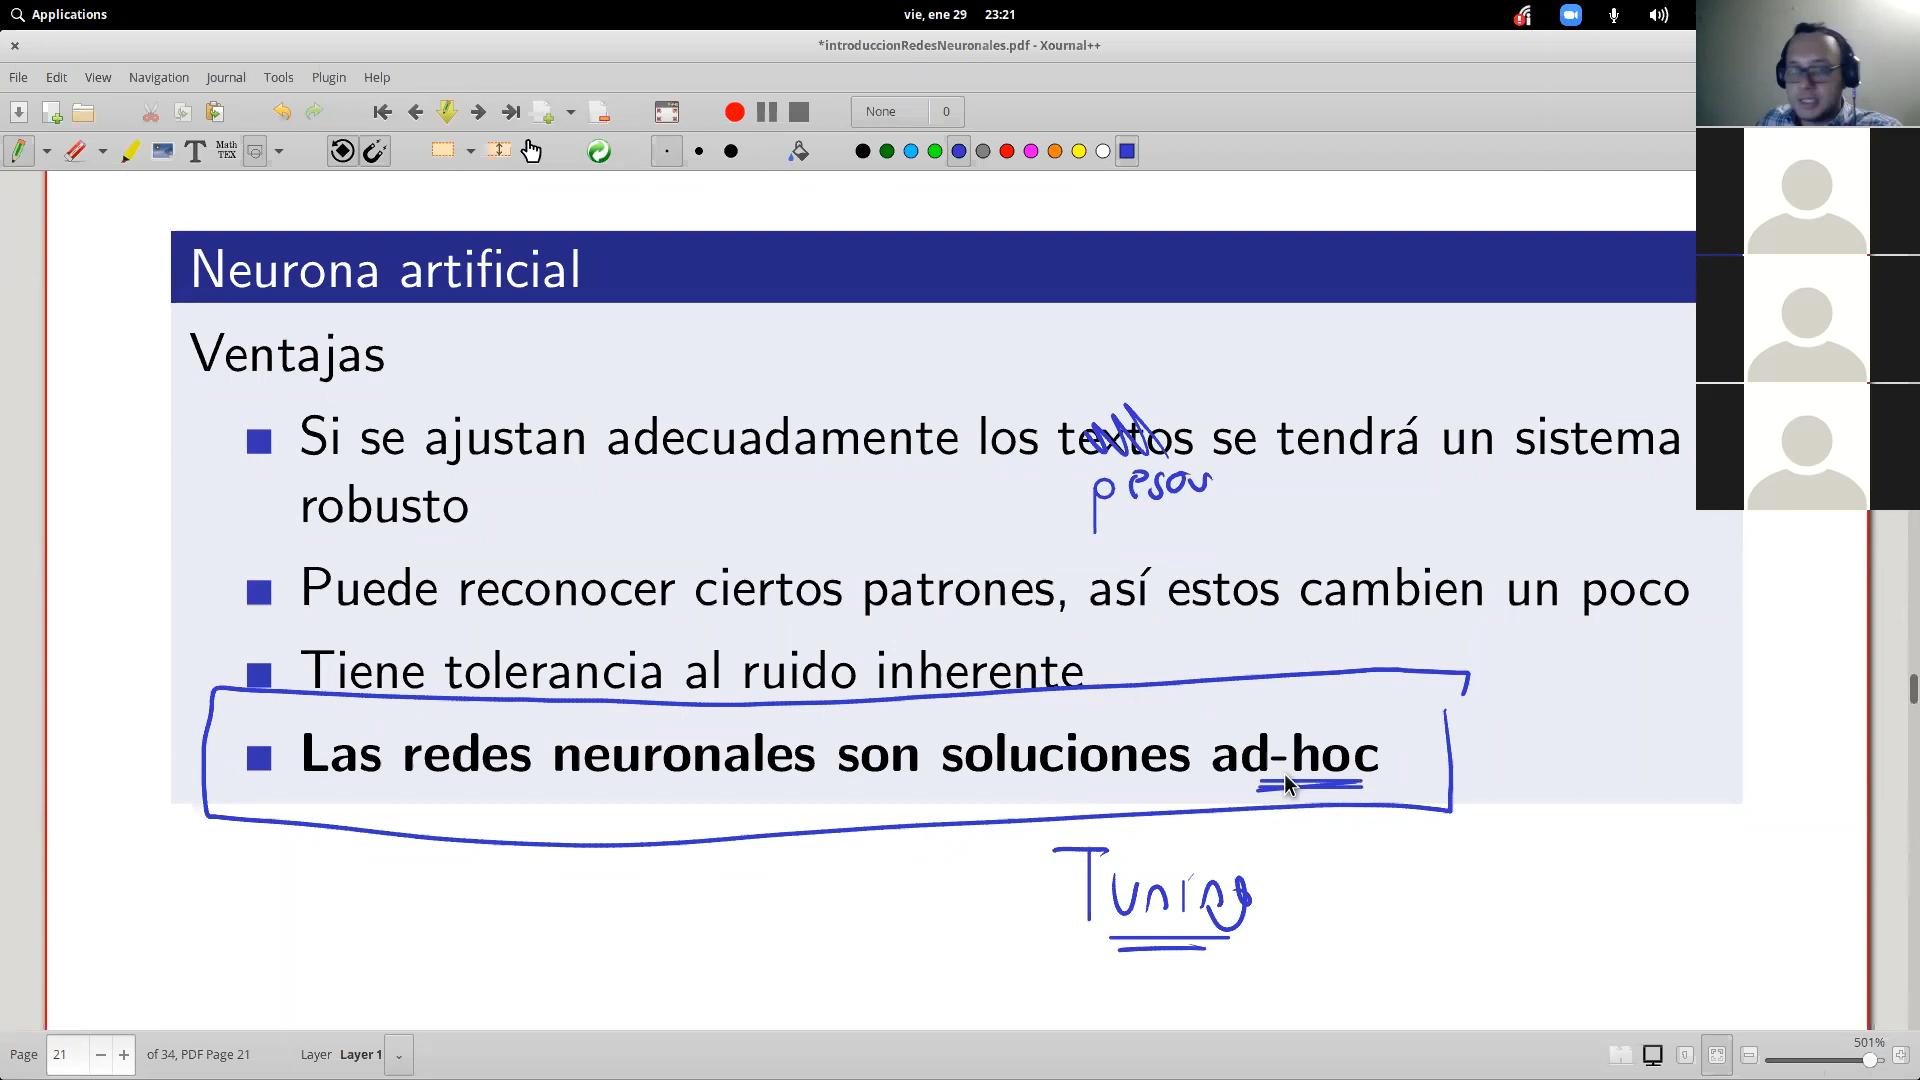 Applications
vie, ene 29 23:21
*introduccionRedesNeuronales.pdf - Xournal++
File Edit View Navigation Journal Tools Plugin Help
None 0
T Math TEX
Neurona artificial
Ventajas
Si se ajustan adecuadamente los textos se tendrá un sistema
pesos
robusto
Puede reconocer ciertos patrones, así estos cambien un poco
Tiene tolerancia al ruido inherente
Las redes neuronales son soluciones ad-hoc
Tuning
Page 21 of 34, PDF Page 21 Layer Layer 1
501%